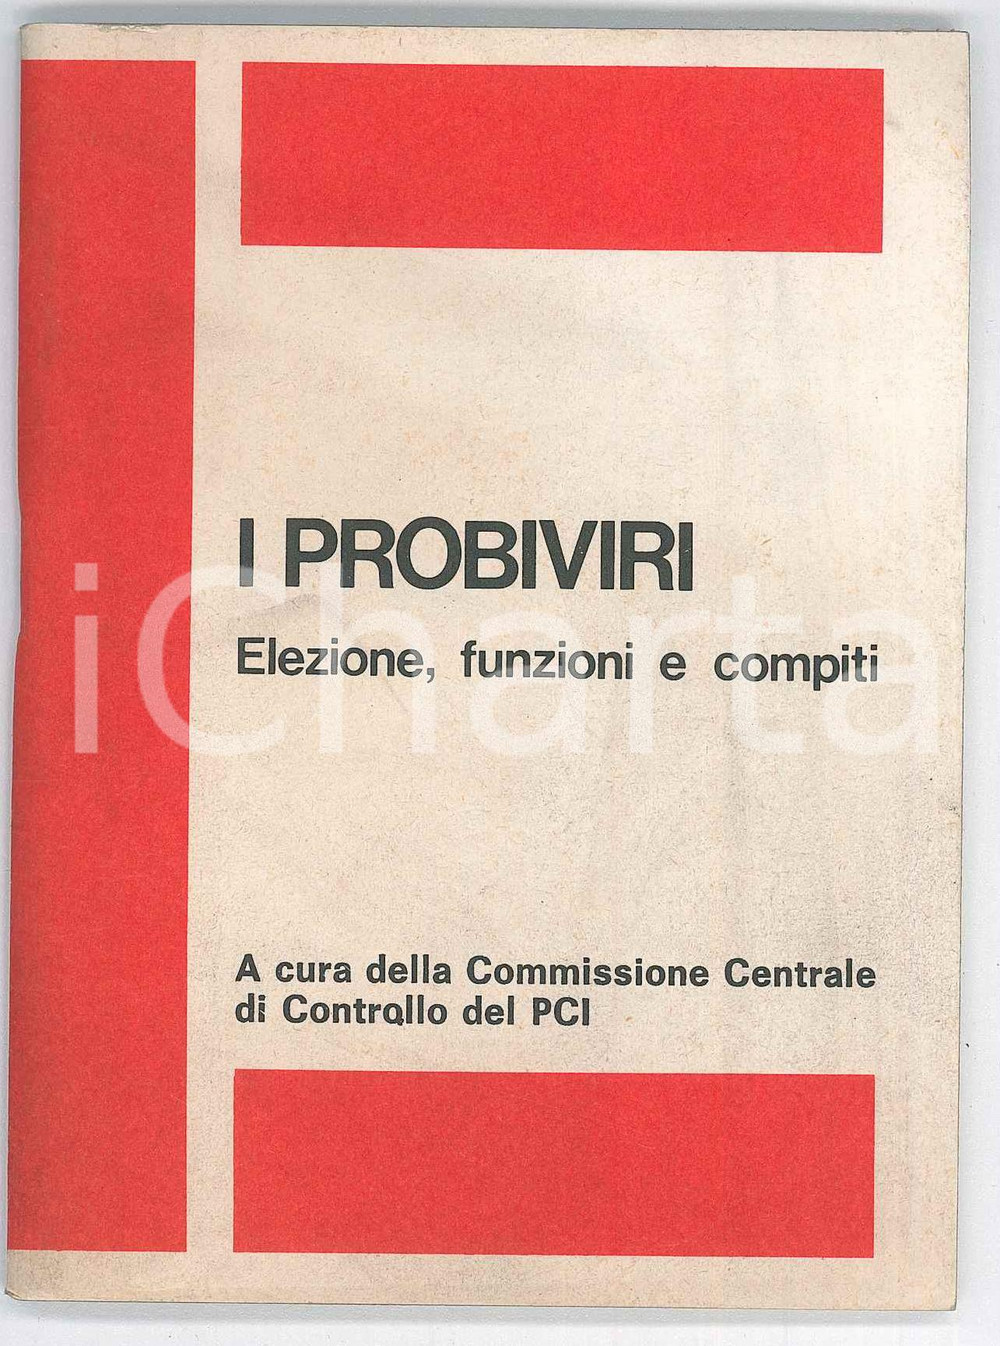 I PROBIVIRI
Elezione, funzioni e compiti
iCharta
A cura della Commissione Centrale
di Controllo del PCI